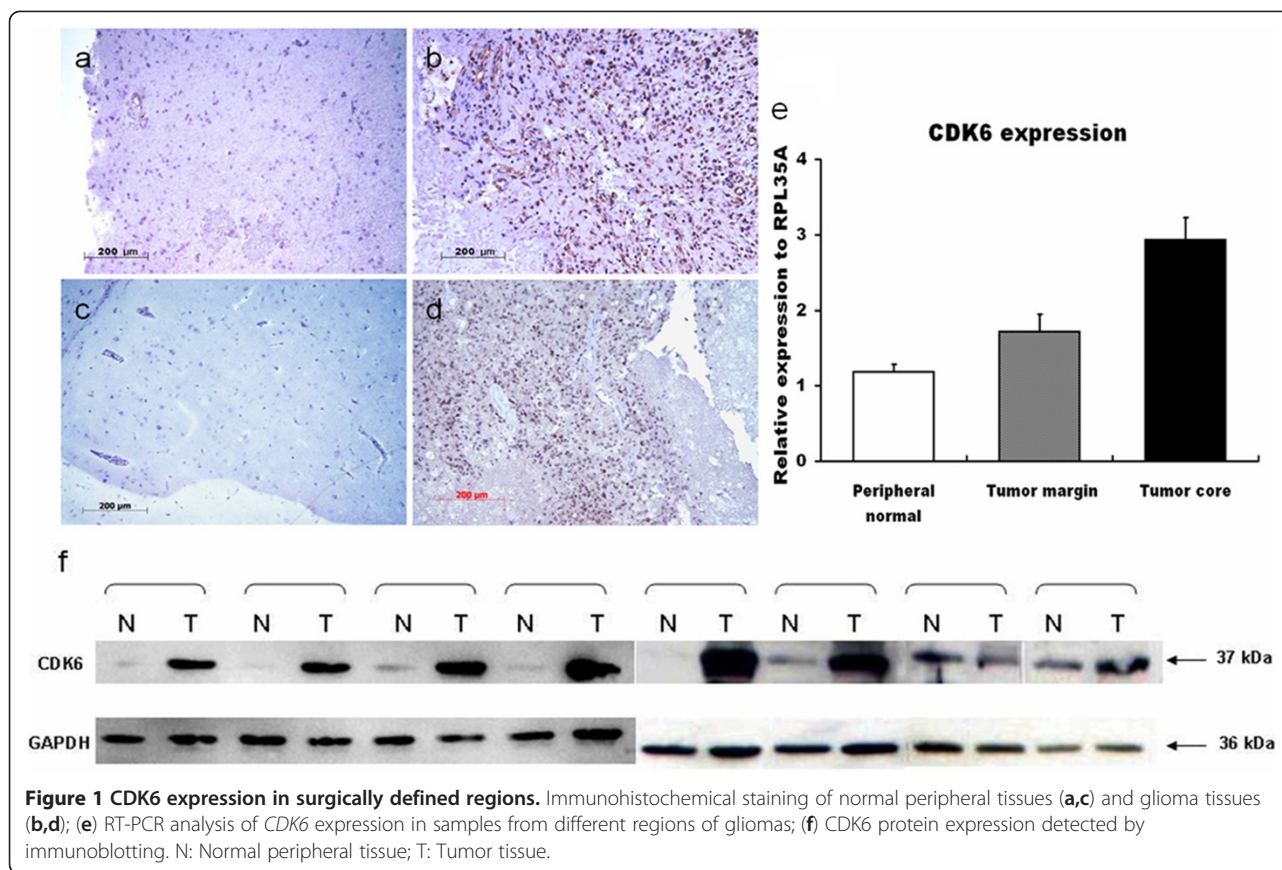 a
200 µm
b
200 µm
c
200 µm
d
200 µm
e
CDK6 expression
Relative expression to RPL35A
4
3
2
1
0
Peripheral normal
Tumor margin
Tumor core
f
N T N T N T N T N T N T N T N T
CDK6
37 kDa
GAPDH
36 kDa
Figure 1 CDK6 expression in surgically defined regions. Immunohistochemical staining of normal peripheral tissues (a,c) and glioma tissues
(b,d); (e) RT-PCR analysis of CDK6 expression in samples from different regions of gliomas; (f) CDK6 protein expression detected by
immunoblotting. N: Normal peripheral tissue; T: Tumor tissue.